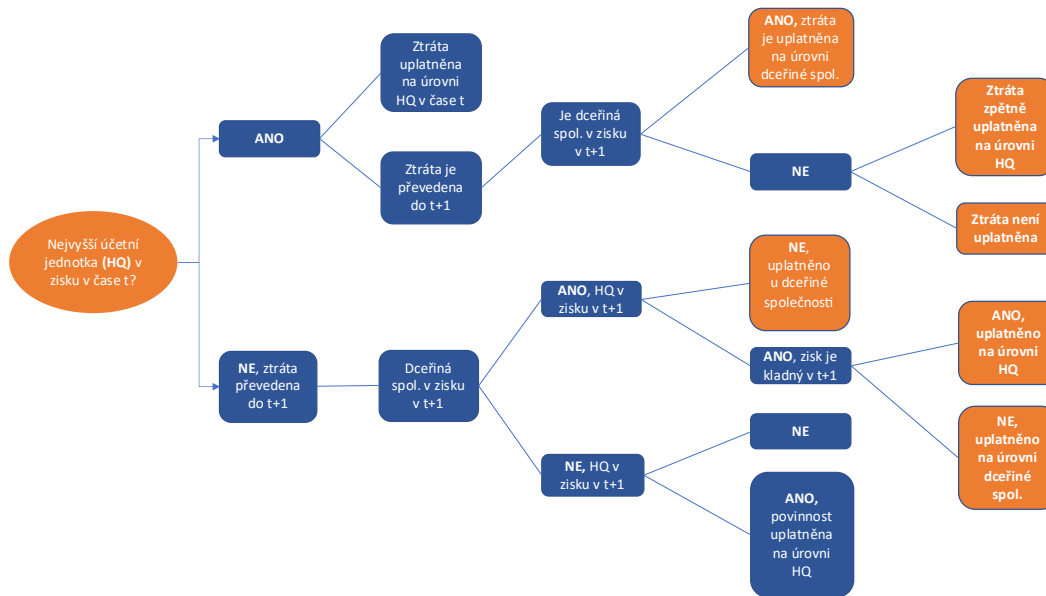 Nejvyšší účetní
jednotka (HQ) v
zisku v čase t?
ANO
Ztráta
uplatněna
na úrovni
HQ v čase t
Ztráta je
převedena
do t+1
Je dceřiná
spol. v zisku
v t+1
ANO, ztráta
je uplatněna
na úrovni
dceřiné spol.
NE
Ztráta
zpětně
uplatněna
na úrovni
HQ
Ztráta není
uplatněna
NE, ztráta
převedena
do t+1
Dceřiná
spol. v zisku
v t+1
ANO, HQ v
zisku v t+1
NE,
uplatněno
u dceřiné
společnosti
ANO, zisk je
kladný v t+1
ANO,
uplatněno
na úrovni
HQ
NE,
uplatněno
na úrovni
dceřiné
spol.
NE, HQ v
zisku v t+1
NE
ANO,
povinnost
uplatněna
na úrovni
HQ